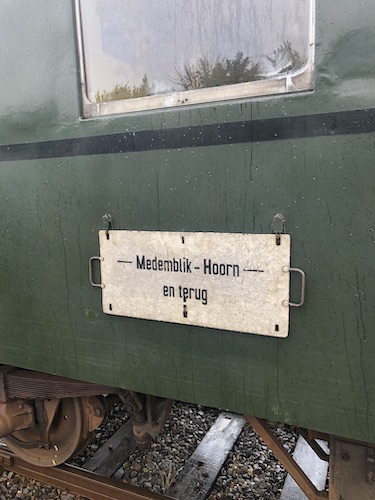 — Medemblik - Hoorn —
en terug